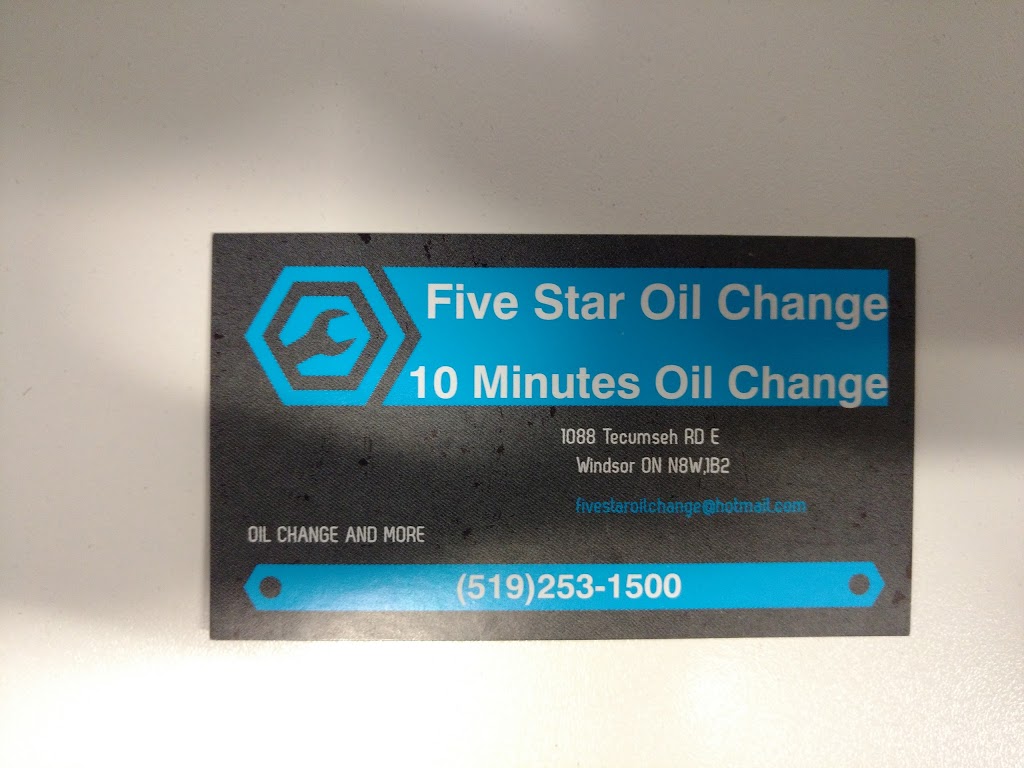 Five Star Oil Change
10 Minutes Oil Change
1088 Tecumseh RD E
Windsor ON N8W,1B2
fivestaroilchange@hotmail.com
OIL CHANGE AND MORE
(519)253-1500